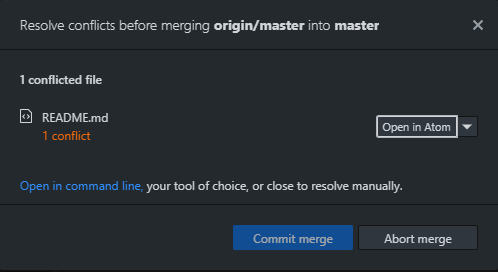 Resolve conflicts before merging origin/master into master
1 conflicted file
README.md
1 conflict
Open in Atom
Open in command line, your tool of choice, or close to resolve manually.
Commit merge
Abort merge